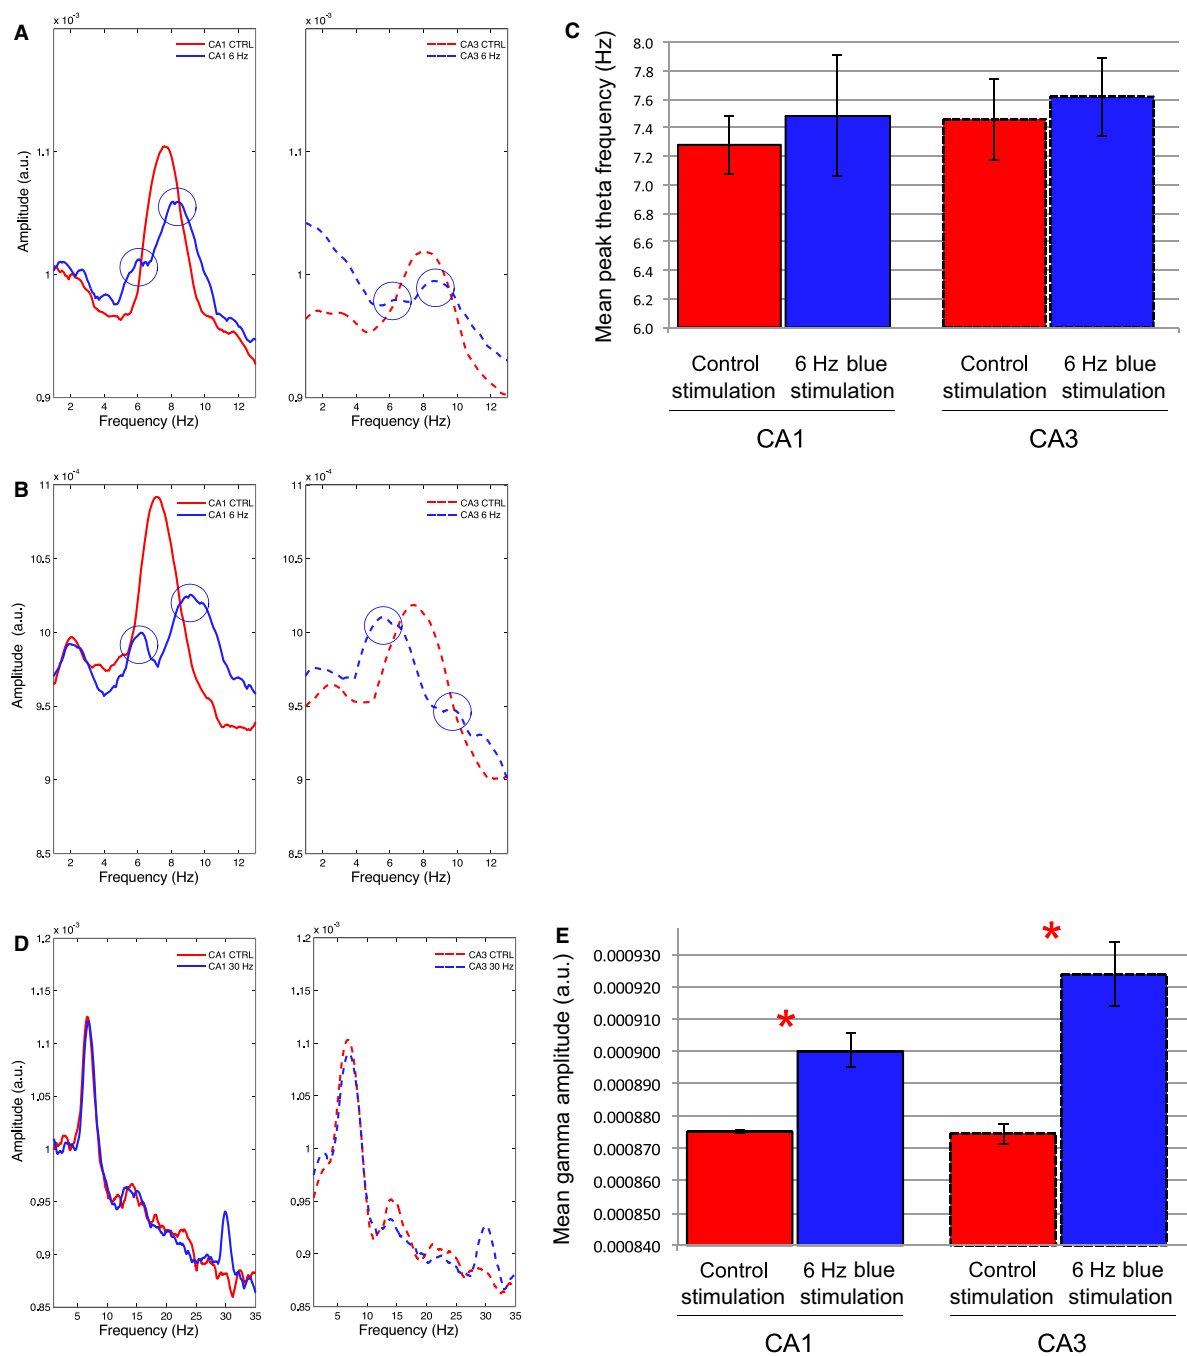 A
x 10⁻³
CA1 CTRL
CA1 6 Hz
1.1
1
0.9
Amplitude (a.u.)
2 4 6 8 10 12
Frequency (Hz)
x 10⁻³
CA3 CTRL
CA3 6 Hz
1.1
1
0.9
2 4 6 8 10 12
Frequency (Hz)
C
Mean peak theta frequency (Hz)
8.0
7.8
7.6
7.4
7.2
7.0
6.8
6.6
6.4
6.2
6.0
Control stimulation
6 Hz blue stimulation
Control stimulation
6 Hz blue stimulation
CA1
CA3
B
x 10⁻⁴
11
CA1 CTRL
CA1 6 Hz
10.5
10
9.5
9
8.5
Amplitude (a.u.)
2 4 6 8 10 12
Frequency (Hz)
x 10⁻⁴
11
CA3 CTRL
CA3 6 Hz
10.5
10
9.5
9
8.5
2 4 6 8 10 12
Frequency (Hz)
D
x 10⁻³
1.2
CA1 CTRL
CA1 30 Hz
1.15
1.1
1.05
1
0.95
0.9
0.85
Amplitude (a.u.)
5 10 15 20 25 30 35
Frequency (Hz)
x 10⁻³
1.2
CA3 CTRL
CA3 30 Hz
1.15
1.1
1.05
1
0.95
0.9
0.85
5 10 15 20 25 30 35
Frequency (Hz)
E
Mean gamma amplitude (a.u.)
0.000930
0.000920
0.000910
0.000900
0.000890
0.000880
0.000870
0.000860
0.000850
0.000840
*
*
Control stimulation
6 Hz blue stimulation
Control stimulation
6 Hz blue stimulation
CA1
CA3